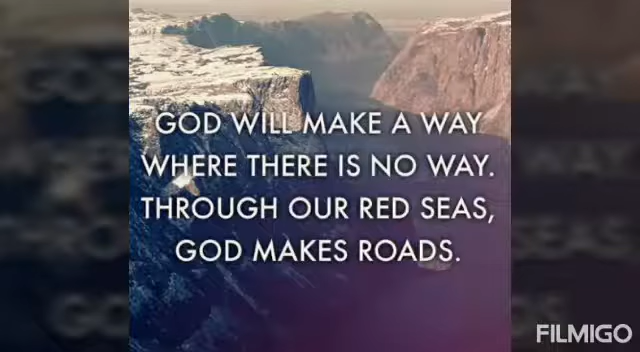 GOD WILL MAKE A WAY
WHERE THERE IS NO WAY.
THROUGH OUR RED SEAS,
GOD MAKES ROADS.
FILMIGO